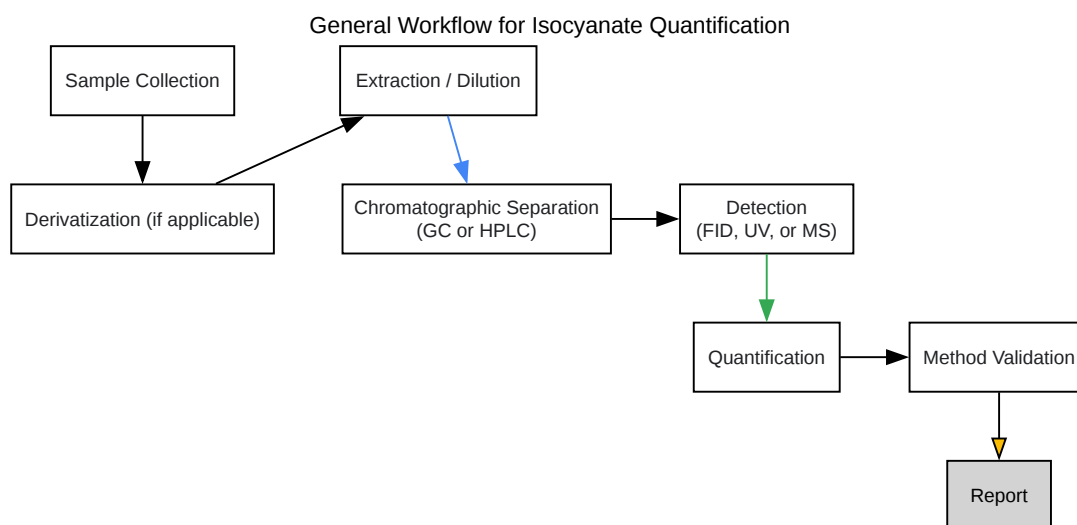 General Workflow for Isocyanate Quantification
Sample Collection
Extraction / Dilution
Derivatization (if applicable)
Chromatographic Separation
(GC or HPLC)
Detection
(FID, UV, or MS)
Quantification
Method Validation
Report